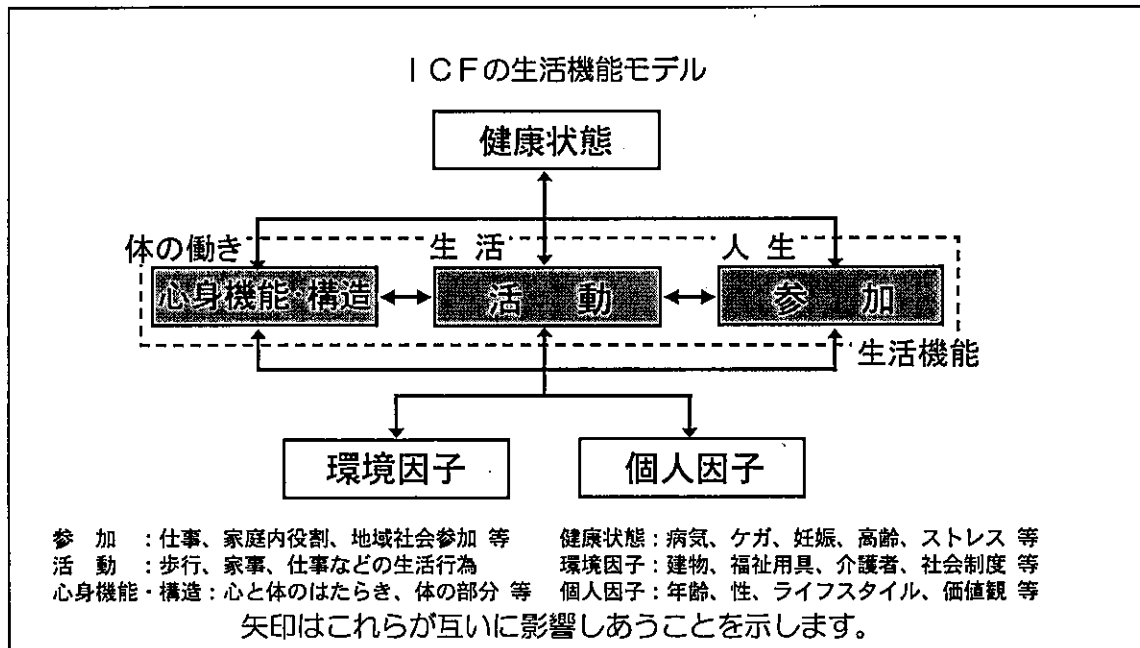 ICFの生活機能モデル
健康状態
体の働き 生活 人生
心身機能・構造 活動 参加
生活機能
環境因子 個人因子
参加:仕事、家庭内役割、地域社会参加 等 健康状態:病気、ケガ、妊娠、高齢、ストレス 等
活動:歩行、家事、仕事などの生活行為 環境因子:建物、福祉用具、介護者、社会制度 等
心身機能・構造:心と体のはたらき、体の部分 等 個人因子:年齢、性、ライフスタイル、価値観 等
矢印はこれらが互いに影響しあうことを示します。